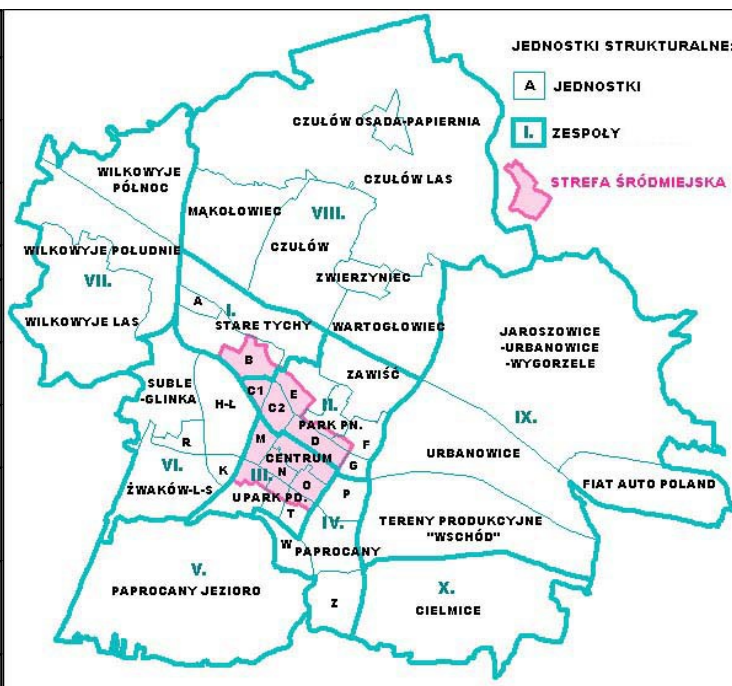 JEDNOSTKI STRUKTURALNE:
A JEDNOSTKI
I. ZESPOŁY
STREFA ŚRÓDMIEJSKA
CZUŁÓW OSADA-PAPIERNIA
WILKOWYJE
PÓŁNOC
CZUŁÓW LAS
MĄKOŁOWIEC
VIII.
CZUŁÓW
WILKOWYJE POŁUDNIE
VII.
ZWIERZYNIEC
A
I.
WILKOWYJE LAS
STARE TYCHY
WARTOGŁOWIEC
JAROSZOWICE
-URBANOWICE
-WYGORZELE
B
ZAWIŚĆ
SUBLE
-GLINKA
H-Ł
C1
E
C2
II.
IX.
PARK PN.
R
M
D
F
URBANOWICE
CENTRUM
G
VI.
K
III.
N
O
P
FIAT AUTO POLAND
ŻWAKÓW-L-S
U
PARK PD.
T
IV.
TERENY PRODUKCYJNE
"WSCHÓD"
W
PAPROCANY
V.
PAPROCANY JEZIORO
Z
X.
CIELMICE